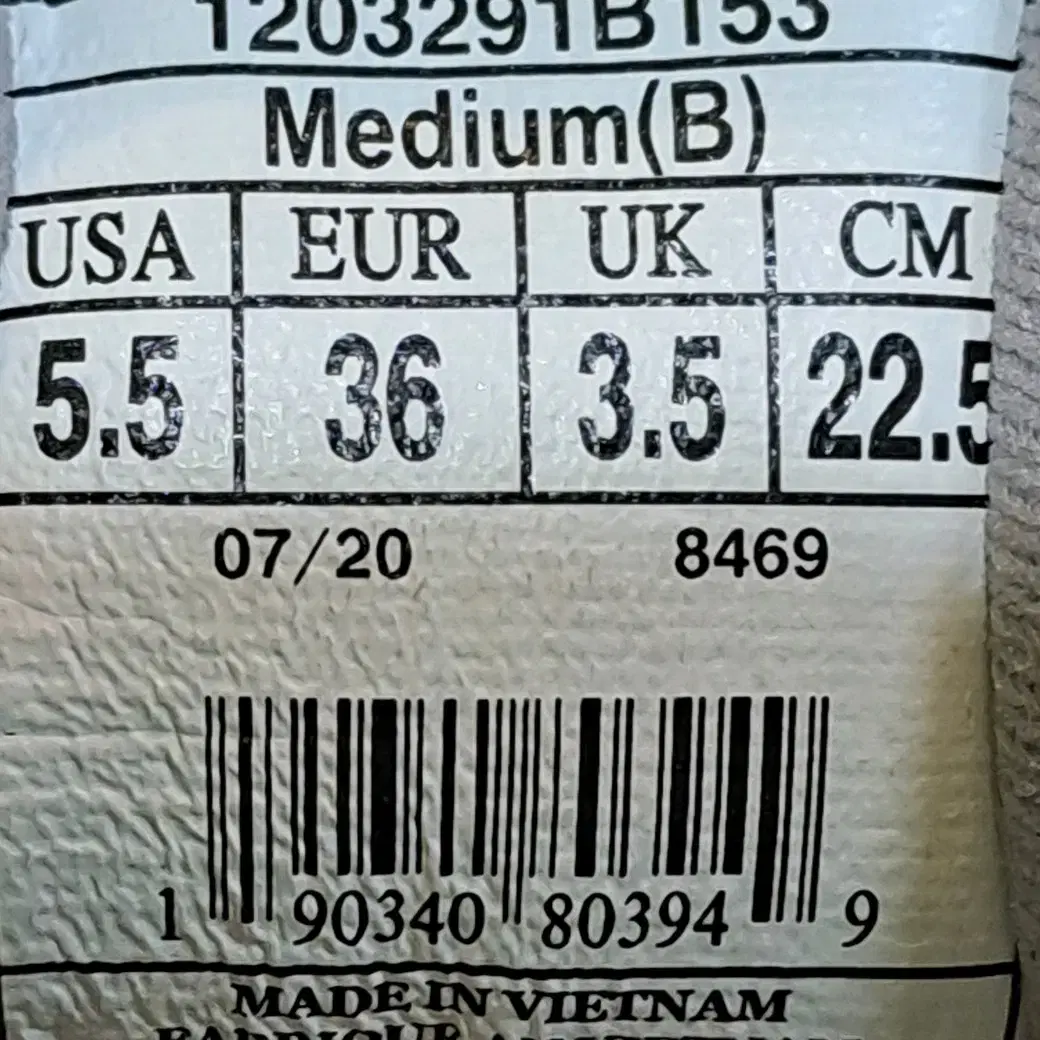 1203291B153
Medium(B)
USA EUR UK CM
5.5 36 3.5 22.5
07/20 8469
1 90340 80394 9
MADE IN VIETNAM